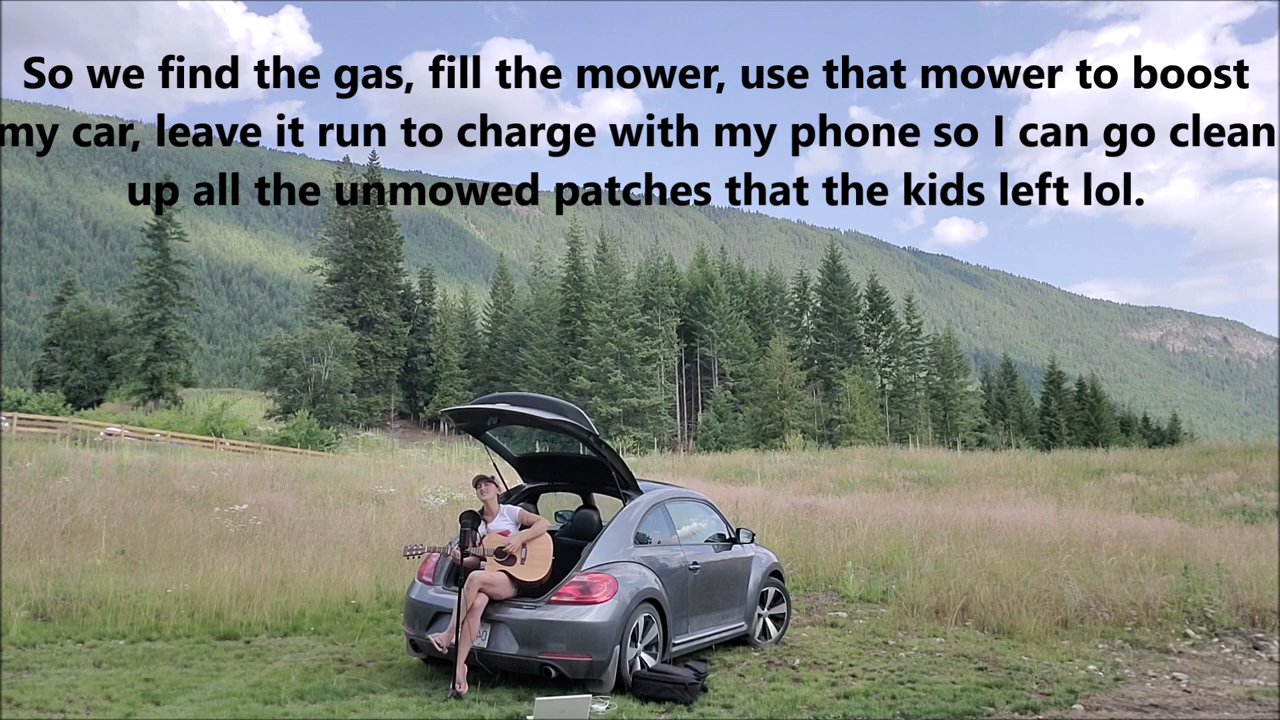 So we find the gas, fill the mower, use that mower to boost
my car, leave it run to charge with my phone so I can go clean
up all the unmowed patches that the kids left lol.